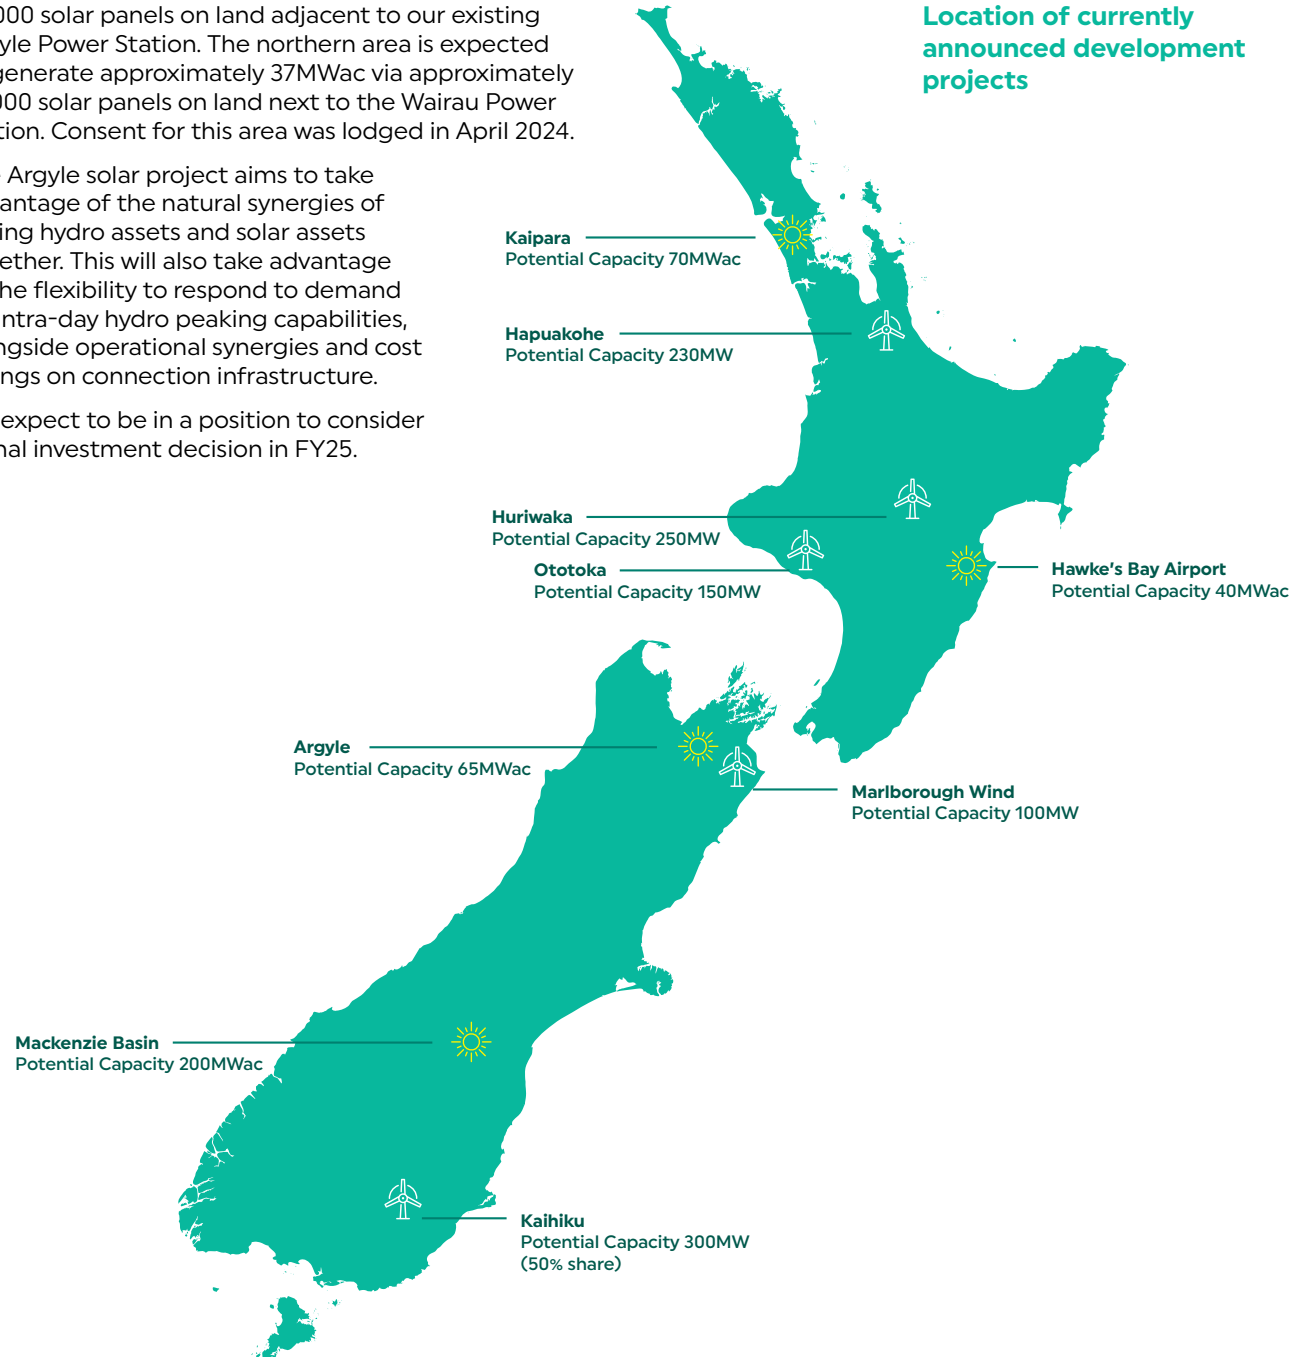 000 solar panels on land adjacent to our existing
yle Power Station. The northern area is expected
generate approximately 37MWac via approximately
000 solar panels on land next to the Wairau Power
tion. Consent for this area was lodged in April 2024.
Argyle solar project aims to take
antage of the natural synergies of
ing hydro assets and solar assets
ether. This will also take advantage
he flexibility to respond to demand
intra-day hydro peaking capabilities,
ngside operational synergies and cost
ings on connection infrastructure.
expect to be in a position to consider
nal investment decision in FY25.
Location of currently
announced development
projects
Kaipara
Potential Capacity 70MWac
Hapuakohe
Potential Capacity 230MW
Huriwaka
Potential Capacity 250MW
Ototoka
Potential Capacity 150MW
Hawke's Bay Airport
Potential Capacity 40MWac
Argyle
Potential Capacity 65MWac
Marlborough Wind
Potential Capacity 100MW
Mackenzie Basin
Potential Capacity 200MWac
Kaihiku
Potential Capacity 300MW
(50% share)